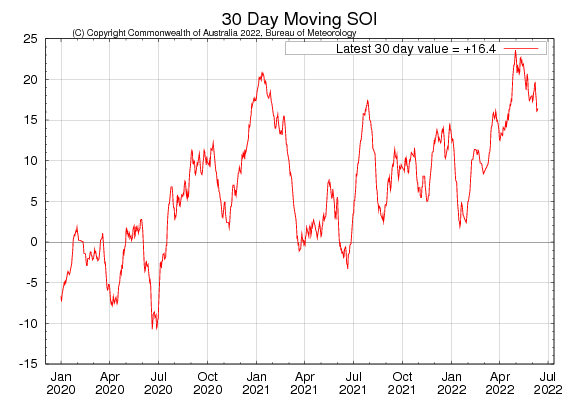 30 Day Moving SOI
(C) Copyright Commonwealth of Australia 2022, Bureau of Meteorology
Latest 30 day value = +16.4
25
20
15
10
5
0
-5
-10
-15
Jan Apr Jul Oct Jan Apr Jul Oct Jan Apr Jul
2020 2020 2020 2020 2021 2021 2021 2021 2022 2022 2022